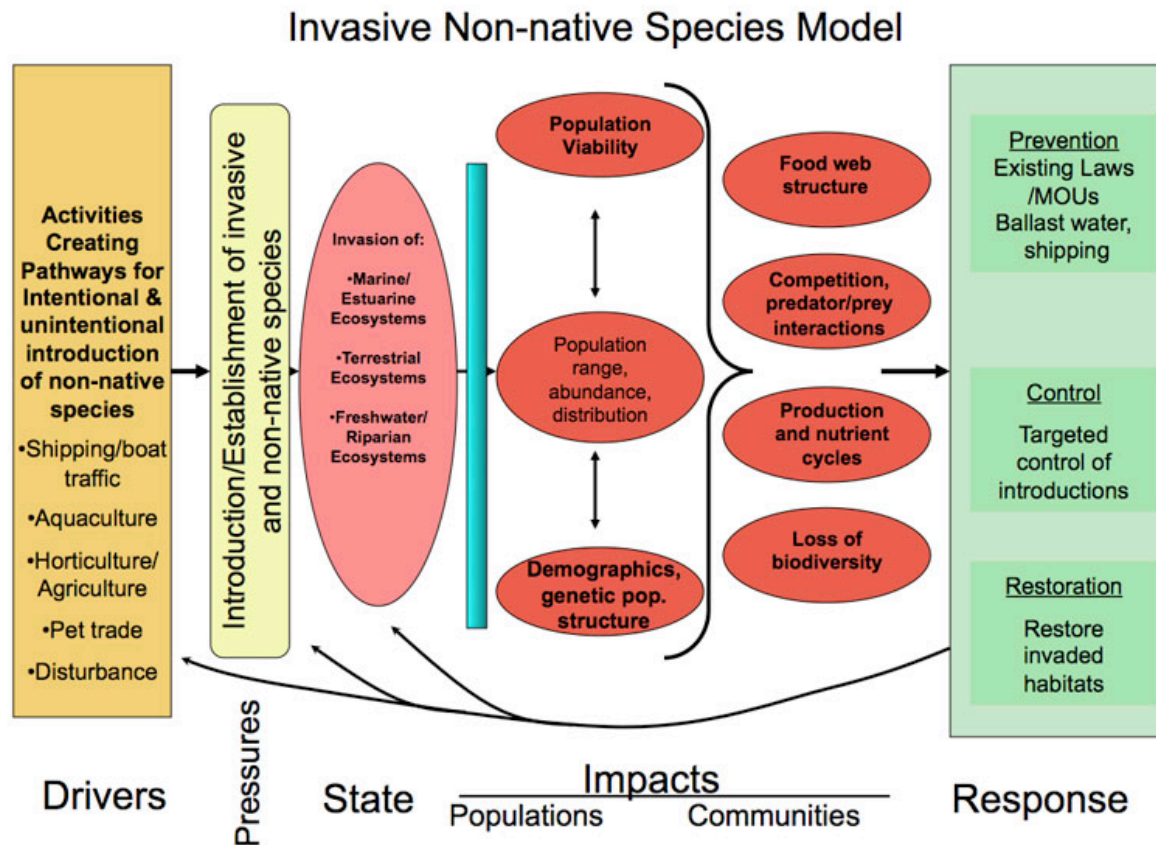 Invasive Non-native Species Model
Activities
Creating
Pathways for
Intentional &
unintentional
introduction
of non-native
species
•Shipping/boat
traffic
•Aquaculture
•Horticulture/
Agriculture
•Pet trade
•Disturbance
Introduction/Establishment of invasive
and non-native species
Invasion of:
•Marine/
Estuarine
Ecosystems
•Terrestrial
Ecosystems
•Freshwater/
Riparian
Ecosystems
Population
Viability
Population
range,
abundance,
distribution
Demographics,
genetic pop.
structure
Food web
structure
Competition,
predator/prey
interactions
Production
and nutrient
cycles
Loss of
biodiversity
Prevention
Existing Laws
/MOUs
Ballast water,
shipping
Control
Targeted
control of
introductions
Restoration
Restore
invaded
habitats
Drivers
Pressures
State
Impacts
Populations
Communities
Response